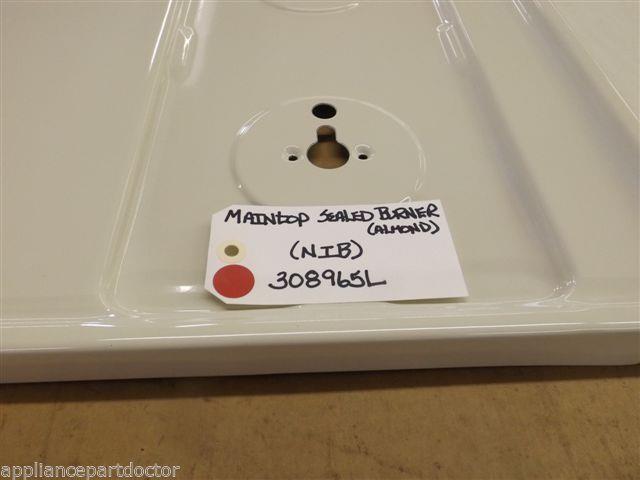 MAINTOP SEALED BURNER
(ALMOND)
(NIB)
308965L
appliancepartdoctor